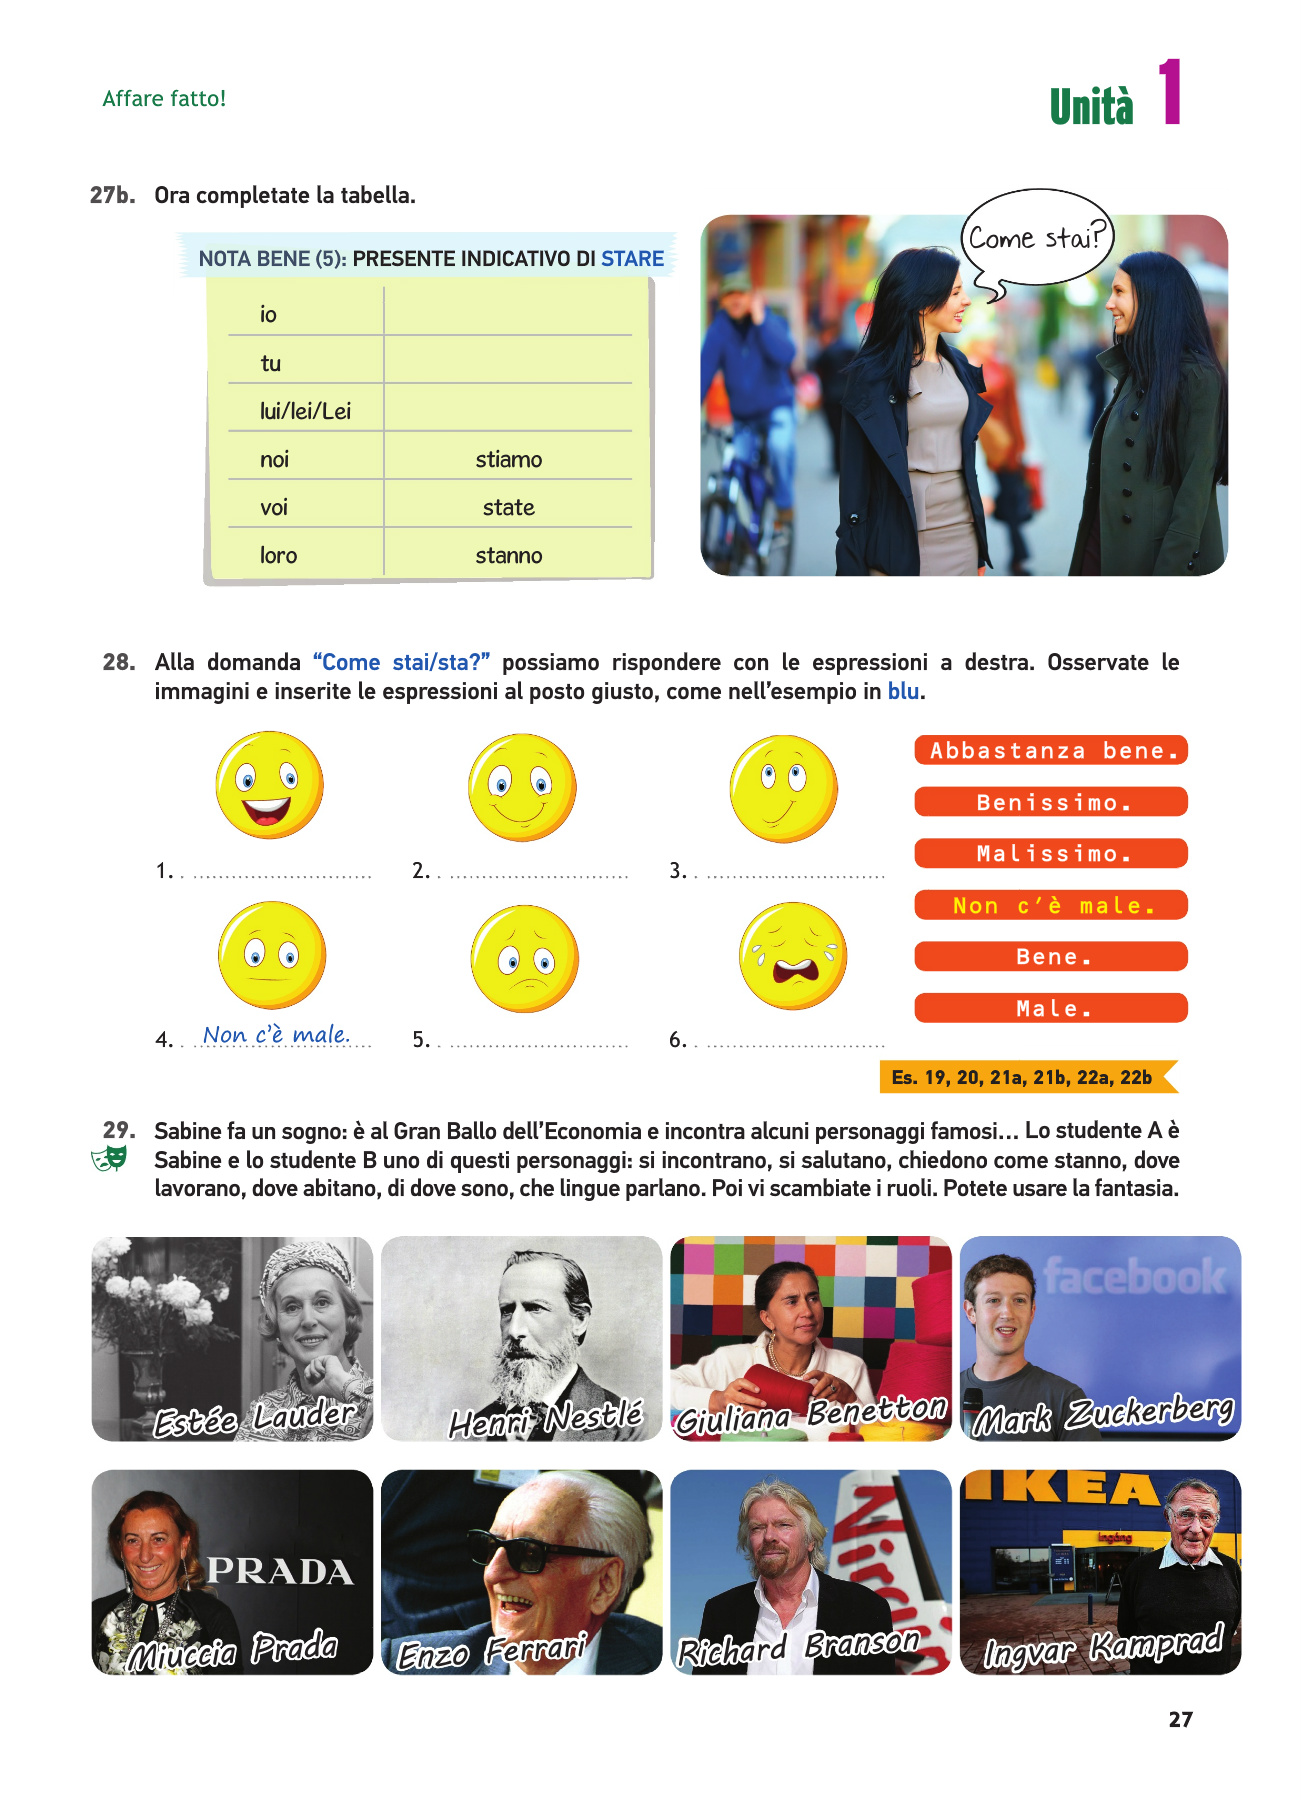 Affare fatto!
Unità 1
27b. Ora completate la tabella.
NOTA BENE (5): PRESENTE INDICATIVO DI STARE
io
tu
lui/lei/Lei
noi stiamo
voi state
loro stanno
Come stai?
28. Alla domanda “Come stai/sta?” possiamo rispondere con le espressioni a destra. Osservate le
immagini e inserite le espressioni al posto giusto, come nell’esempio in blu.
1. . ............................
2. . ............................
3. . ............................
4. . Non c’è male.
5. . ............................
6. . ............................
Abbastanza bene.
Benissimo.
Malissimo.
Non c’è male.
Bene.
Male.
Es. 19, 20, 21a, 21b, 22a, 22b
29. Sabine fa un sogno: è al Gran Ballo dell’Economia e incontra alcuni personaggi famosi... Lo studente A è
Sabine e lo studente B uno di questi personaggi: si incontrano, si salutano, chiedono come stanno, dove
lavorano, dove abitano, di dove sono, che lingue parlano. Poi vi scambiate i ruoli. Potete usare la fantasia.
Estée Lauder
Henri Nestlé
Giuliana Benetton
facebook
Mark Zuckerberg
PRADA
Miuccia Prada
Enzo Ferrari
Richard Branson
IKEA
Ingång
Ingvar Kamprad
27